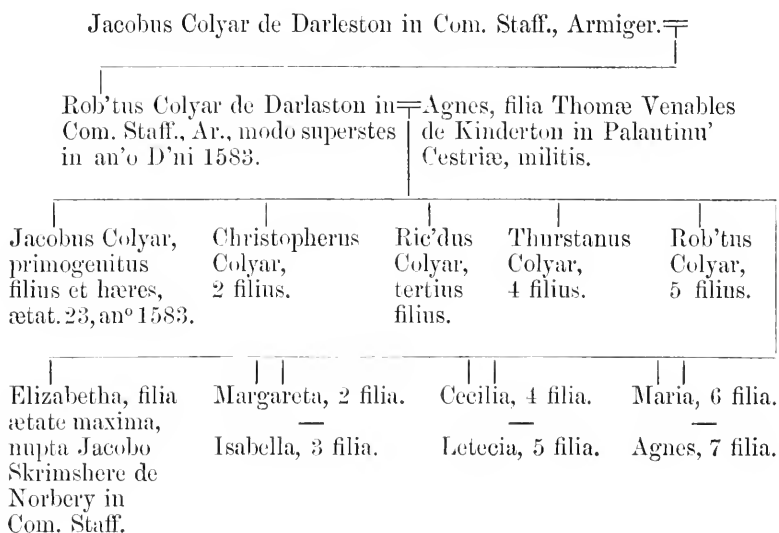 Jacobus Colyar de Darleston in Com. Staff., Armiger.
Rob'tus Colyar de Darlaston in
Com. Staff., Ar., modo superstes
in an'o D'ni 1583.
Agnes, filia Thomæ Venables
de Kinderton in Palantinu'
Cestriæ, militis.
Jacobus Colyar,
primogenitus
filius et hæres,
ætat. 23, anº 1583.
Christopherus
Colyar,
2 filius.
Ric'dus
Colyar,
tertius
filius.
Thurstanus
Colyar,
4 filius.
Rob'tus
Colyar,
5 filius.
Elizabetha, filia
ætate maxima,
nupta Jacobo
Skrimshere de
Norbery in
Com. Staff.
Margareta, 2 filia.
Isabella, 3 filia.
Cecilia, 4 filia.
Letecia, 5 filia.
Maria, 6 filia.
Agnes, 7 filia.